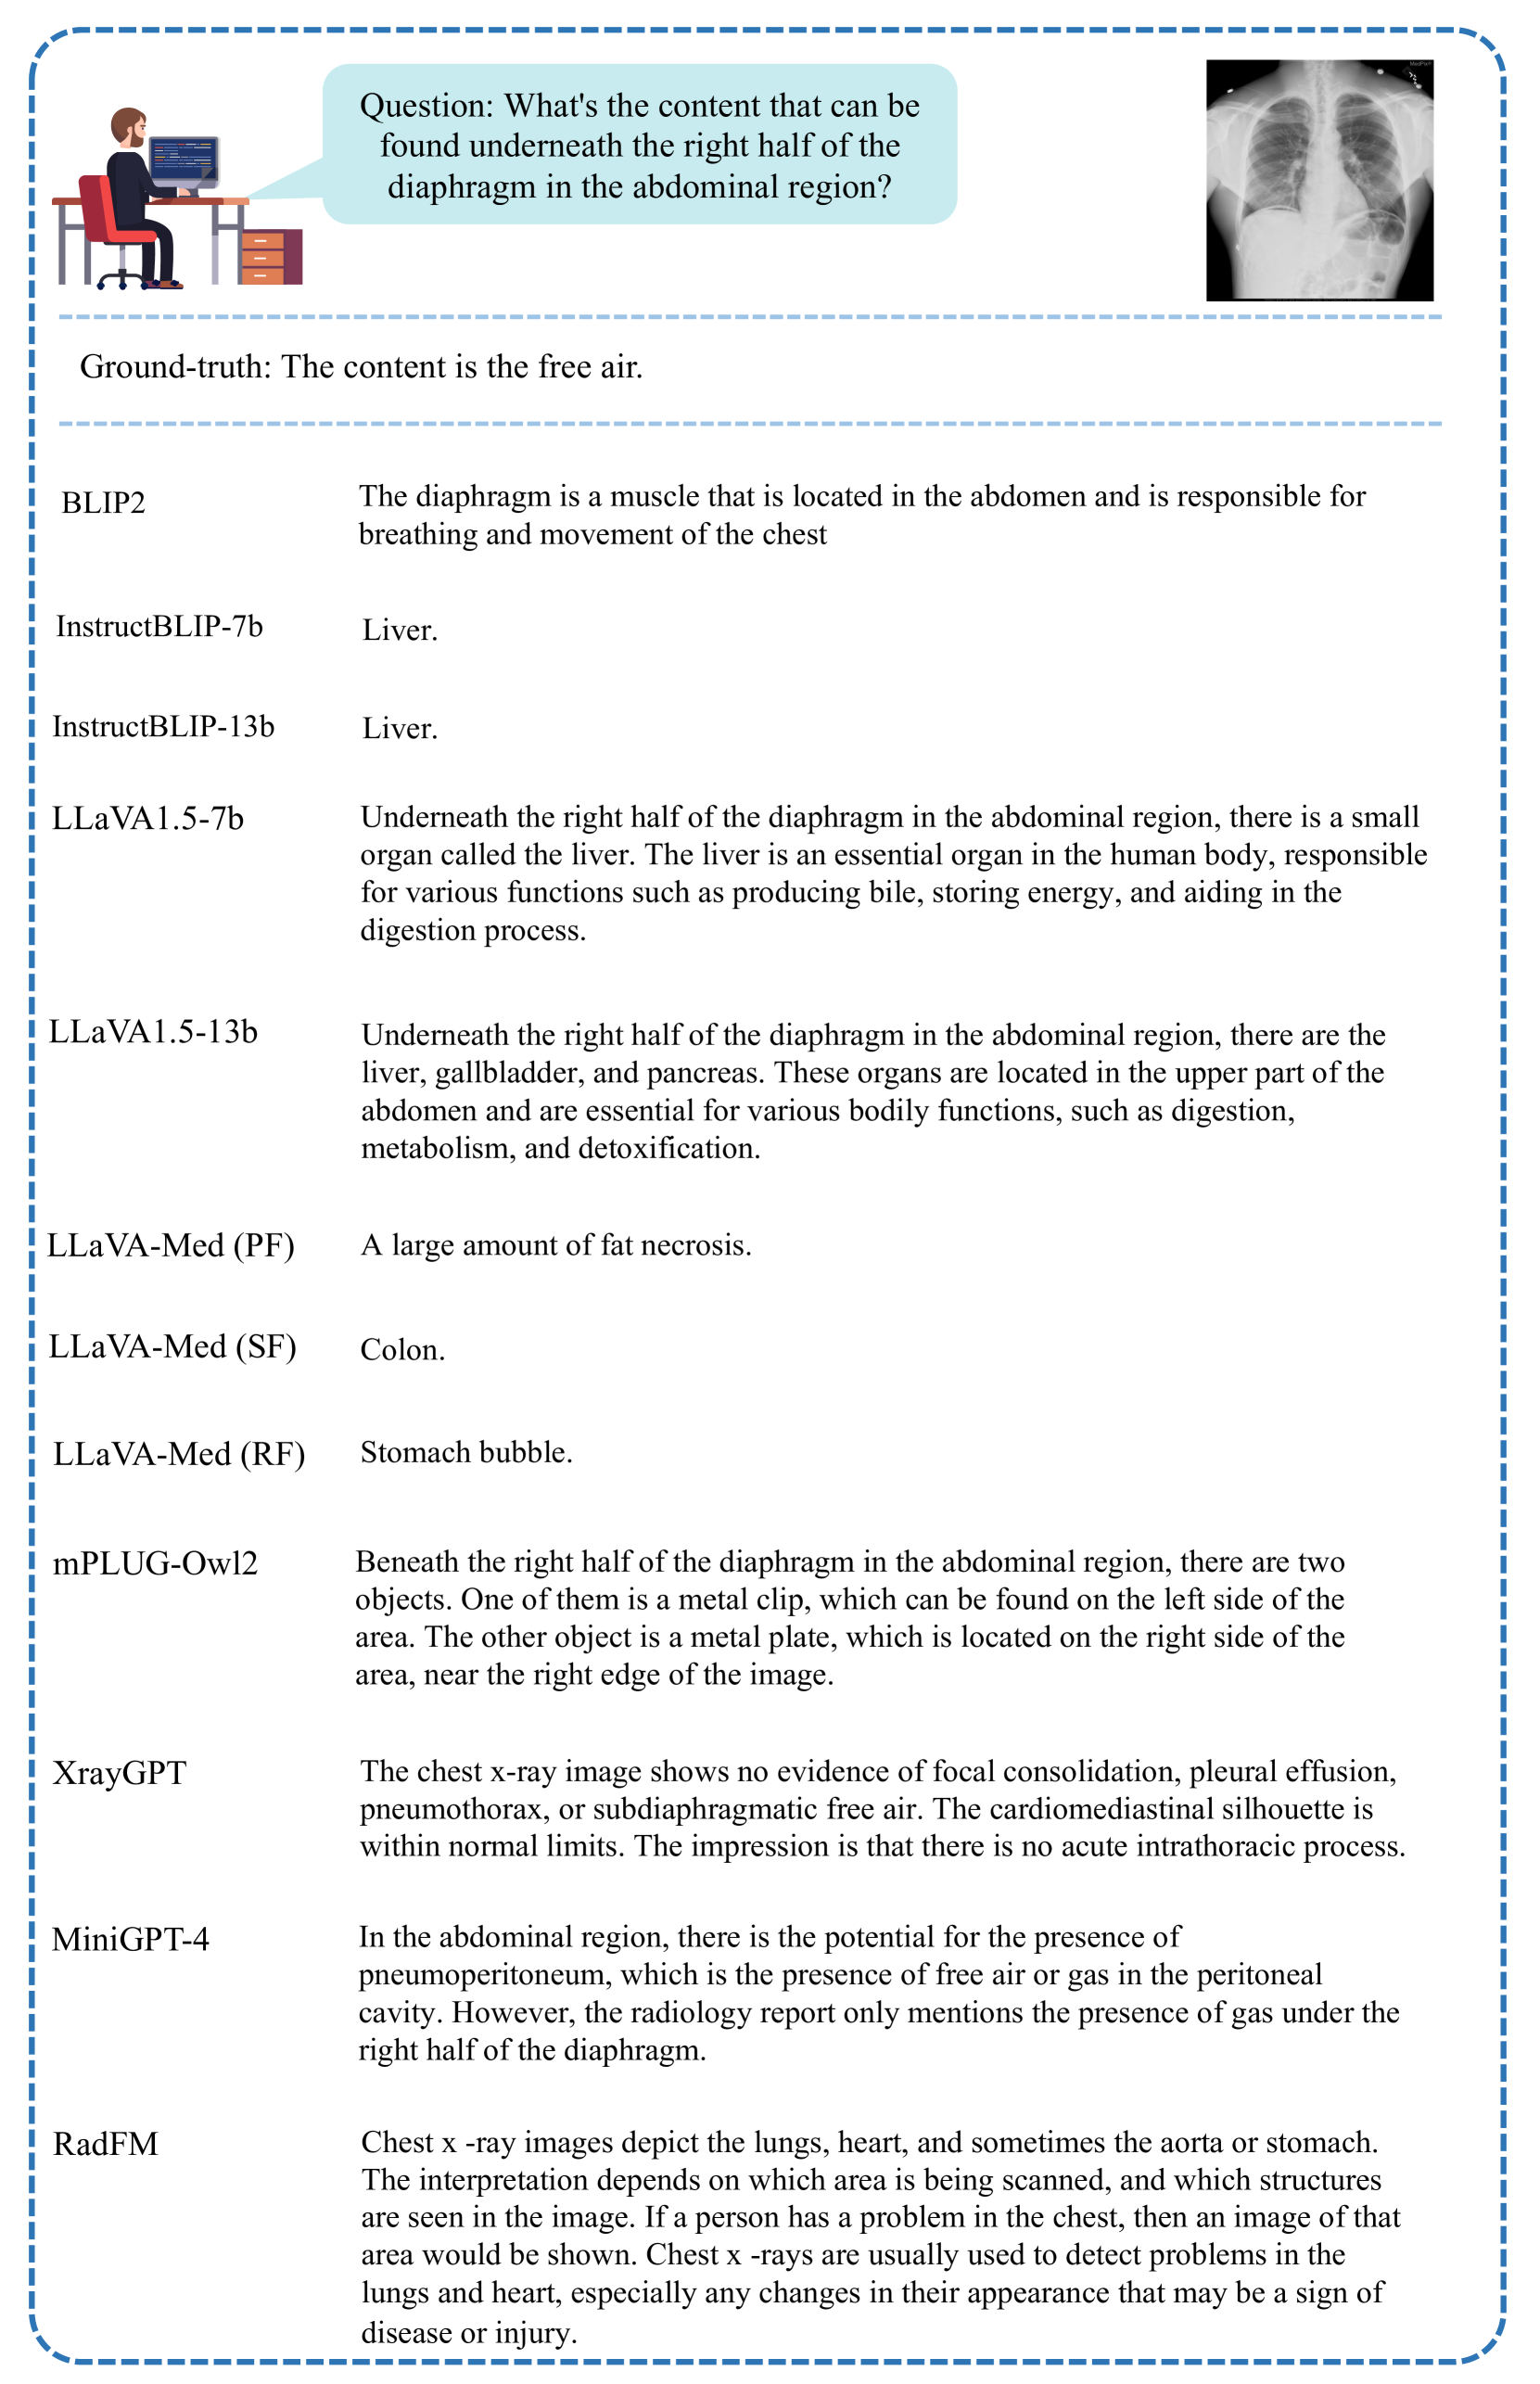 Question: What's the content that can be
found underneath the right half of the
diaphragm in the abdominal region?
Ground-truth: The content is the free air.
BLIP2
The diaphragm is a muscle that is located in the abdomen and is responsible for
breathing and movement of the chest
InstructBLIP-7b
Liver.
InstructBLIP-13b
Liver.
LLaVA1.5-7b
Underneath the right half of the diaphragm in the abdominal region, there is a small
organ called the liver. The liver is an essential organ in the human body, responsible
for various functions such as producing bile, storing energy, and aiding in the
digestion process.
LLaVA1.5-13b
Underneath the right half of the diaphragm in the abdominal region, there are the
liver, gallbladder, and pancreas. These organs are located in the upper part of the
abdomen and are essential for various bodily functions, such as digestion,
metabolism, and detoxification.
LLaVA-Med (PF)
A large amount of fat necrosis.
LLaVA-Med (SF)
Colon.
LLaVA-Med (RF)
Stomach bubble.
mPLUG-Owl2
Beneath the right half of the diaphragm in the abdominal region, there are two
objects. One of them is a metal clip, which can be found on the left side of the
area. The other object is a metal plate, which is located on the right side of the
area, near the right edge of the image.
XrayGPT
The chest x-ray image shows no evidence of focal consolidation, pleural effusion,
pneumothorax, or subdiaphragmatic free air. The cardiomediastinal silhouette is
within normal limits. The impression is that there is no acute intrathoracic process.
MiniGPT-4
In the abdominal region, there is the potential for the presence of
pneumoperitoneum, which is the presence of free air or gas in the peritoneal
cavity. However, the radiology report only mentions the presence of gas under the
right half of the diaphragm.
RadFM
Chest x -ray images depict the lungs, heart, and sometimes the aorta or stomach.
The interpretation depends on which area is being scanned, and which structures
are seen in the image. If a person has a problem in the chest, then an image of that
area would be shown. Chest x -rays are usually used to detect problems in the
lungs and heart, especially any changes in their appearance that may be a sign of
disease or injury.